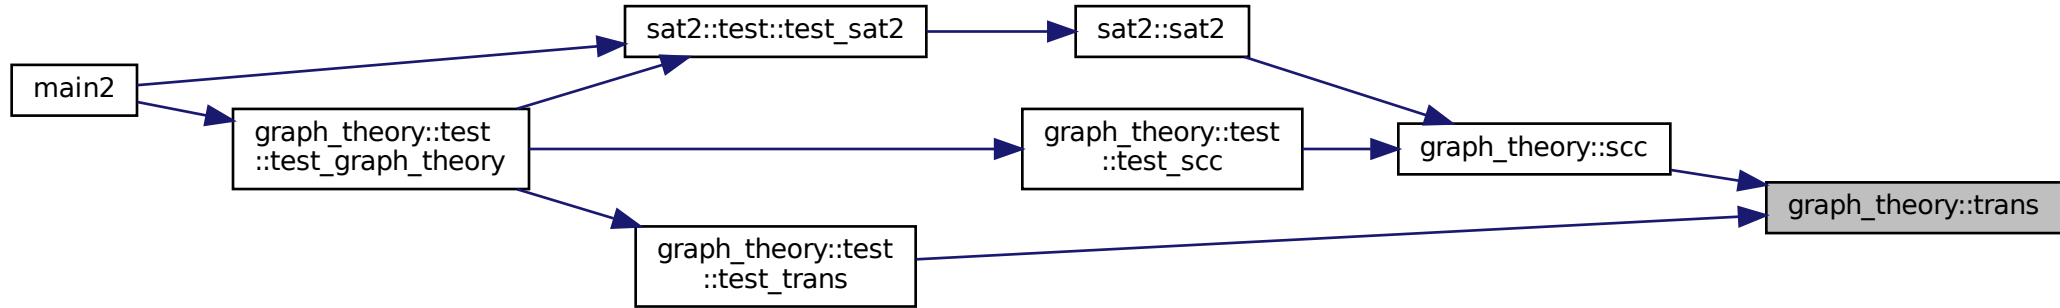 sat2::test::test_sat2
sat2::sat2
main2
graph_theory::test
::test_graph_theory
graph_theory::test
::test_scc
graph_theory::scc
graph_theory::trans
graph_theory::test
::test_trans